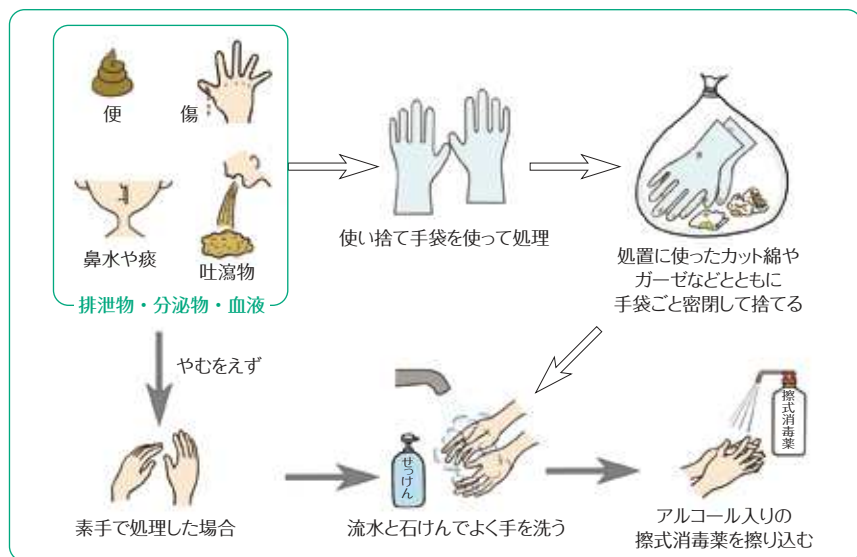 便
傷
鼻水や痰
吐瀉物
排泄物・分泌物・血液
使い捨て手袋を使って処理
処置に使ったカット綿や
ガーゼなどとともに
手袋ごと密閉して捨てる
やむをえず
素手で処理した場合
せっけん
流水と石けんでよく手を洗う
擦式消毒薬
アルコール入りの
擦式消毒薬を擦り込む